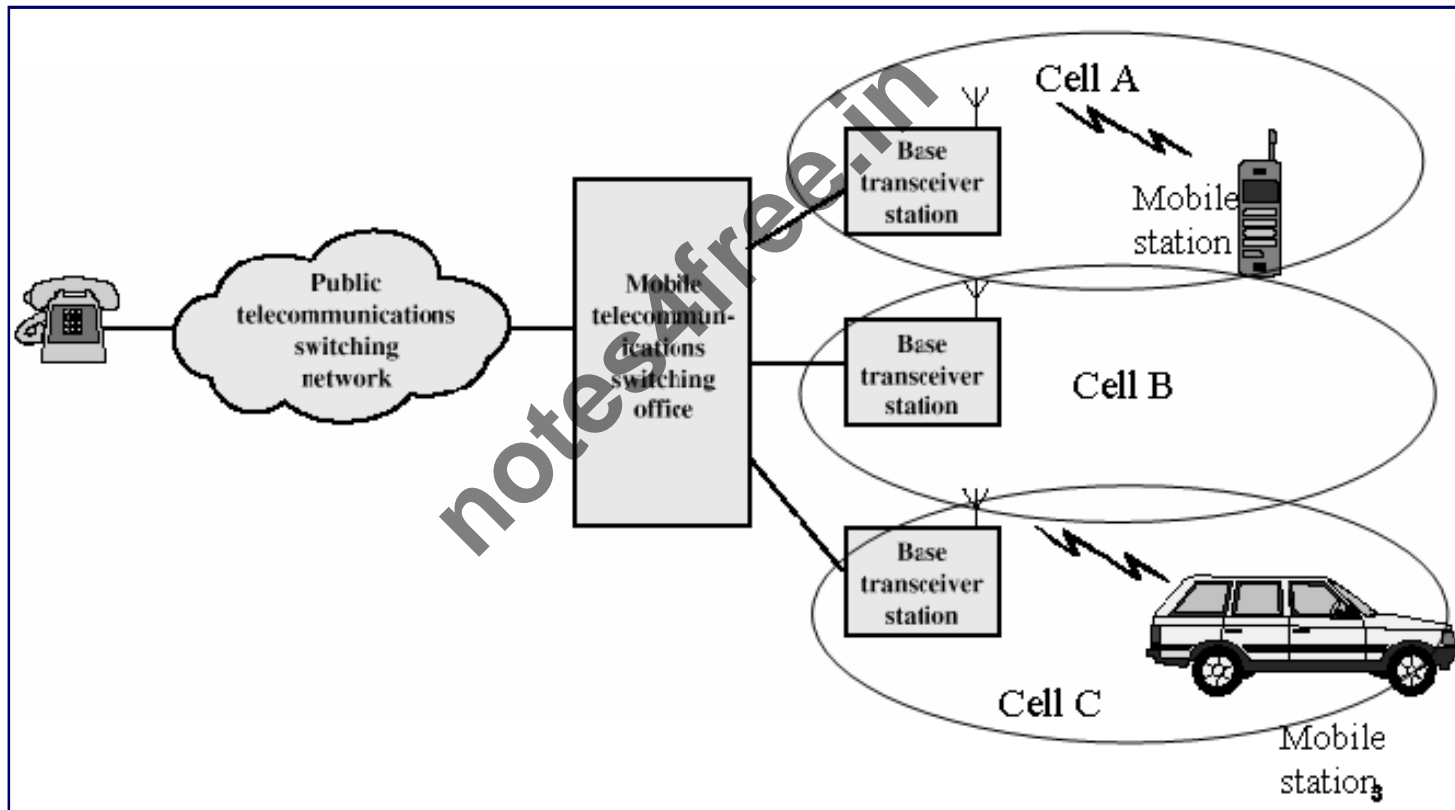 Cell A
Base
transceiver
station
Mobile
station
Public
telecommunications
switching
network
Mobile
telecommun-
ications
switching
office
Base
transceiver
station
Cell B
Base
transceiver
station
Cell C
Mobile
station
3
notes4free.in